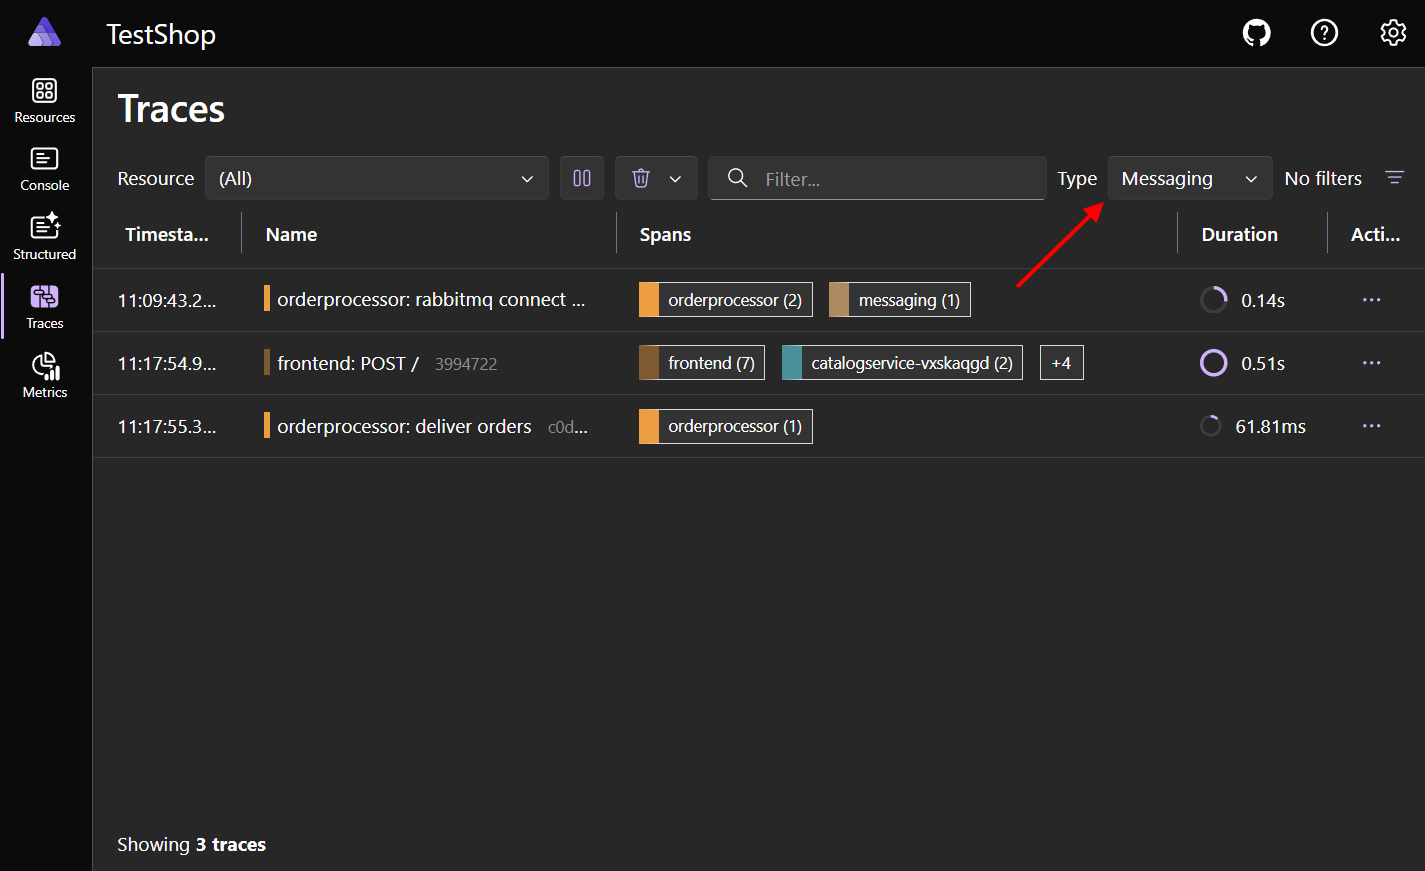 TestShop
Resources
Console
Structured
Traces
Metrics
Traces
Resource (All) Filter... Type Messaging No filters
Timesta... Name Spans Duration Acti...
11:09:43.2... orderprocessor: rabbitmq connect ... orderprocessor (2) messaging (1) 0.14s ...
11:17:54.9... frontend: POST / 3994722 frontend (7) catalogservice-vxskaqgd (2) +4 0.51s ...
11:17:55.3... orderprocessor: deliver orders c0d... orderprocessor (1) 61.81ms ...
Showing 3 traces